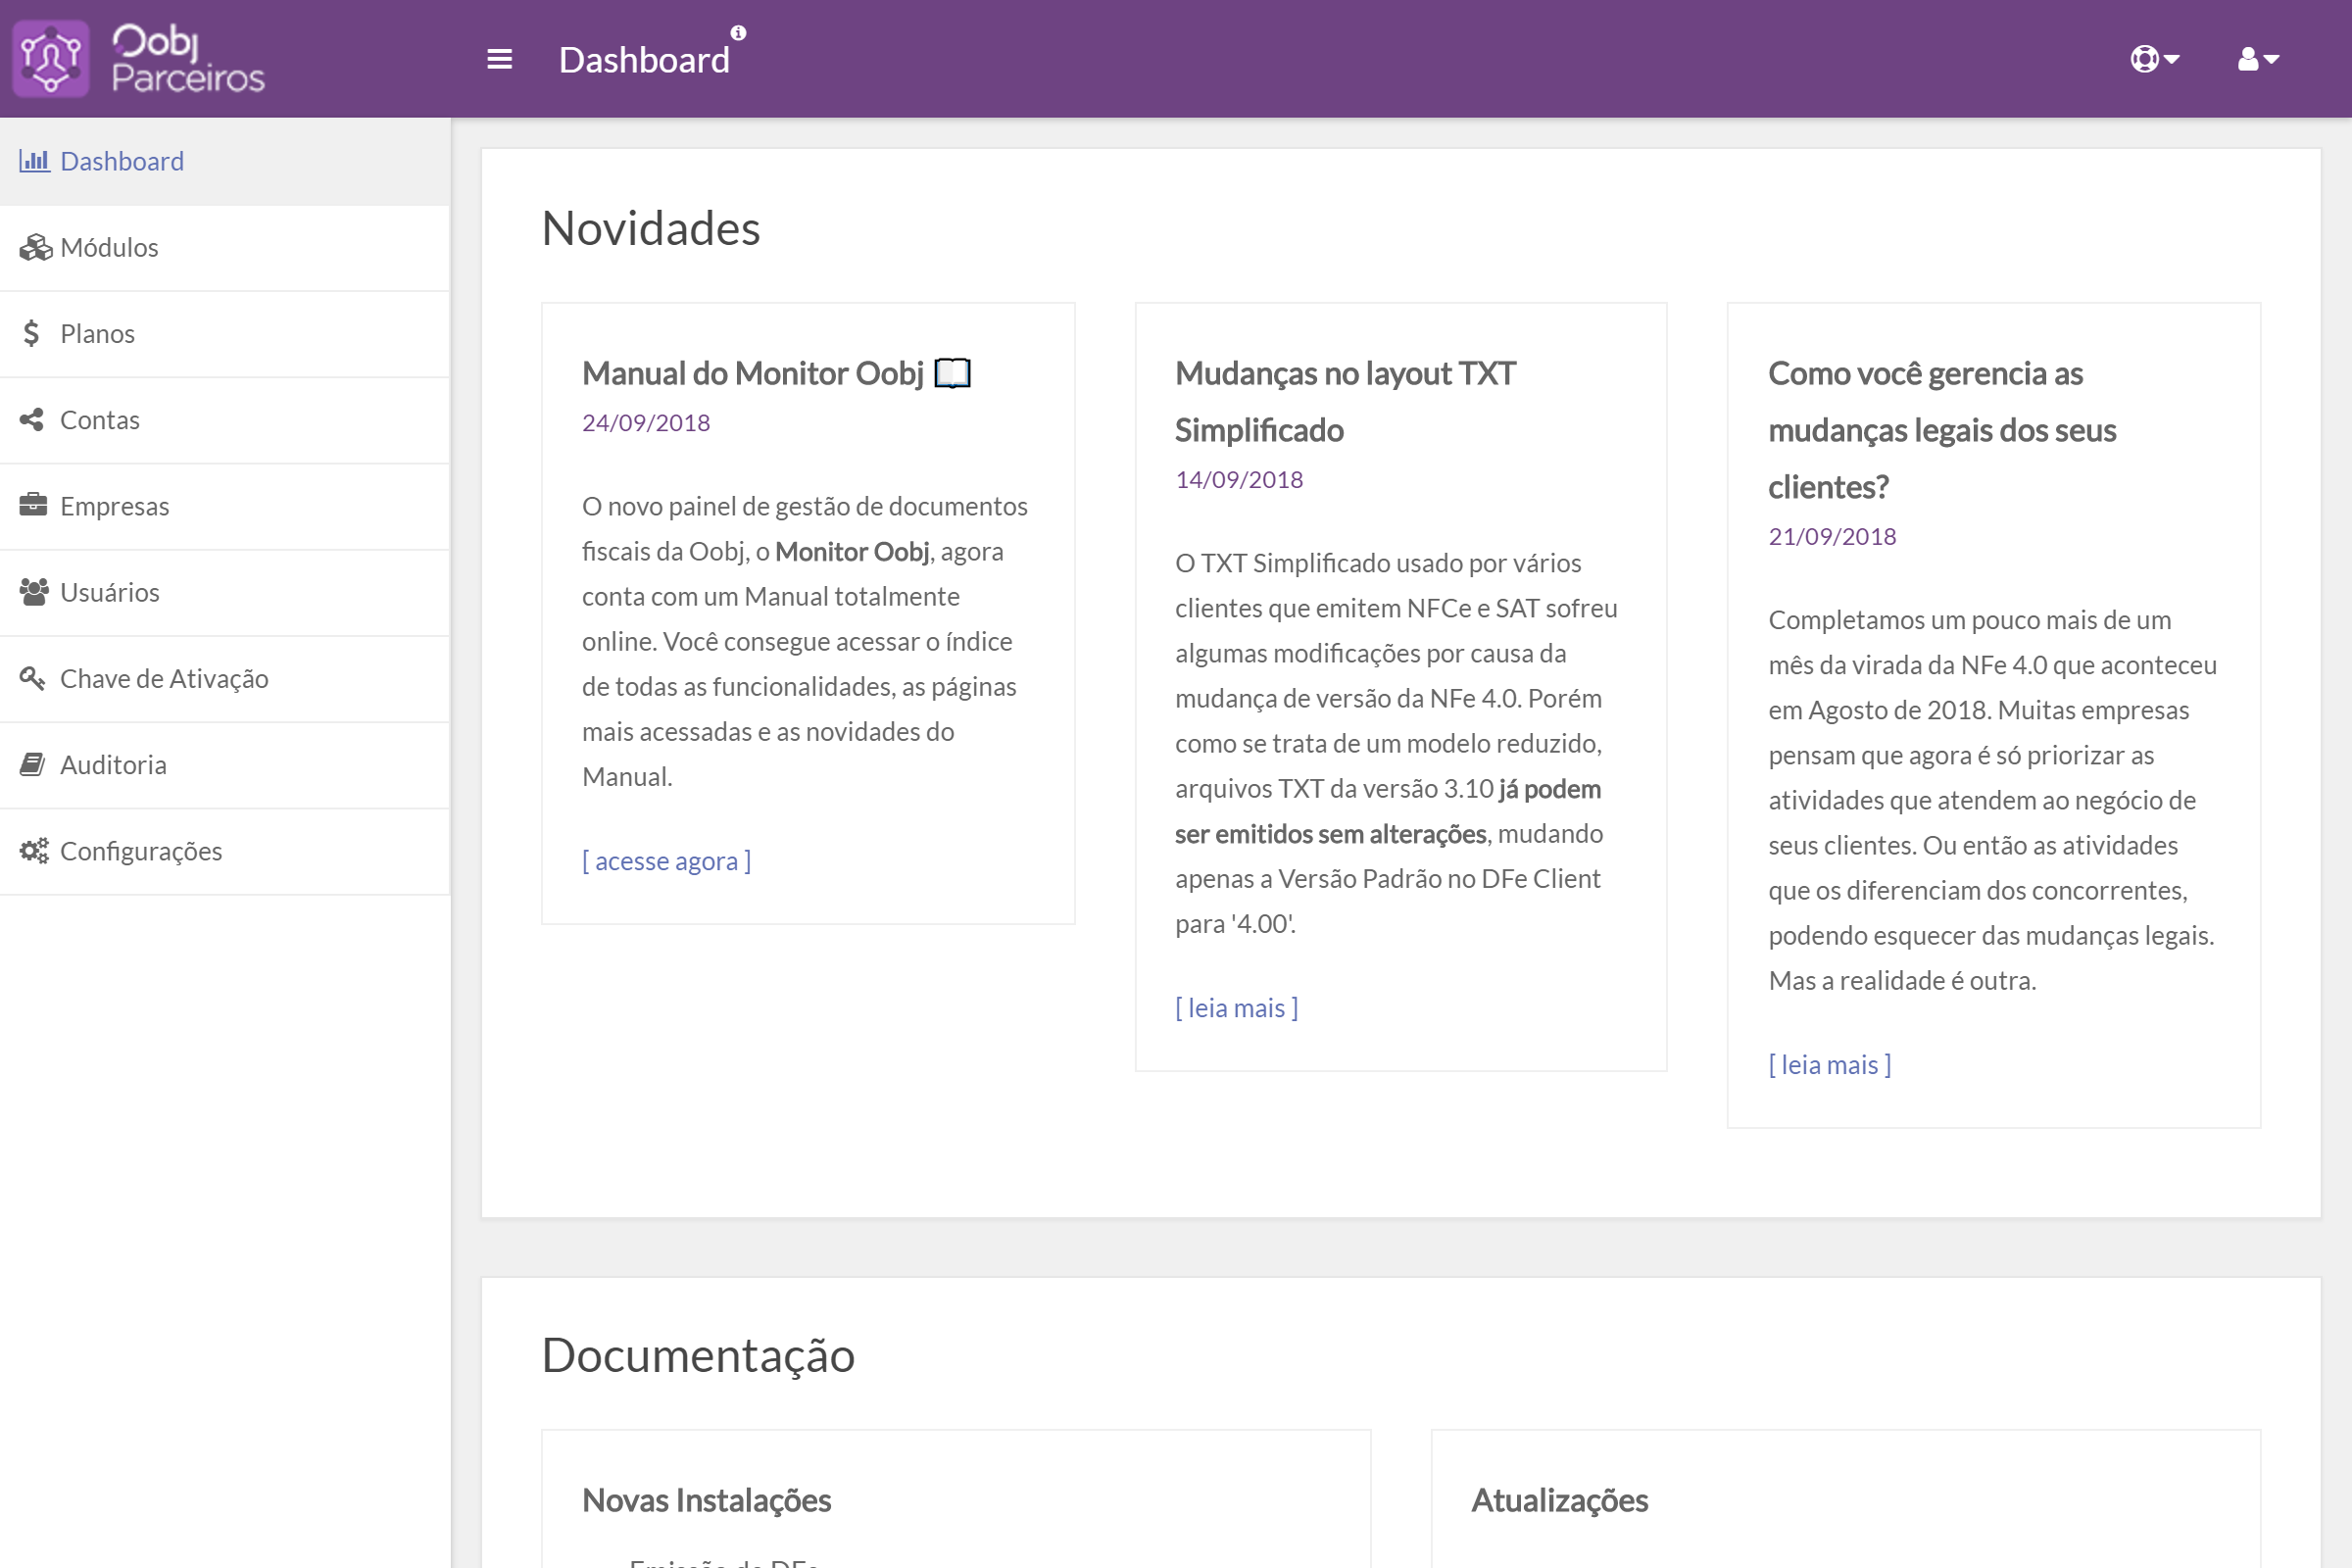 Oobj
Parceiros
Dashboard
Dashboard
Módulos
Planos
Contas
Empresas
Usuários
Chave de Ativação
Auditoria
Configurações
Novidades
Manual do Monitor Oobj
24/09/2018
O novo painel de gestão de documentos
fiscais da Oobj, o Monitor Oobj, agora
conta com um Manual totalmente
online. Você consegue acessar o índice
de todas as funcionalidades, as páginas
mais acessadas e as novidades do
Manual.
[ acesse agora ]
Mudanças no layout TXT
Simplificado
14/09/2018
O TXT Simplificado usado por vários
clientes que emitem NFCe e SAT sofreu
algumas modificações por causa da
mudança de versão da NFe 4.0. Porém
como se trata de um modelo reduzido,
arquivos TXT da versão 3.10 já podem
ser emitidos sem alterações, mudando
apenas a Versão Padrão no DFe Client
para '4.00'.
[ leia mais ]
Como você gerencia as
mudanças legais dos seus
clientes?
21/09/2018
Completamos um pouco mais de um
mês da virada da NFe 4.0 que aconteceu
em Agosto de 2018. Muitas empresas
pensam que agora é só priorizar as
atividades que atendem ao negócio de
seus clientes. Ou então as atividades
que os diferenciam dos concorrentes,
podendo esquecer das mudanças legais.
Mas a realidade é outra.
[ leia mais ]
Documentação
Novas Instalações
Emissão de DFe
Atualizações